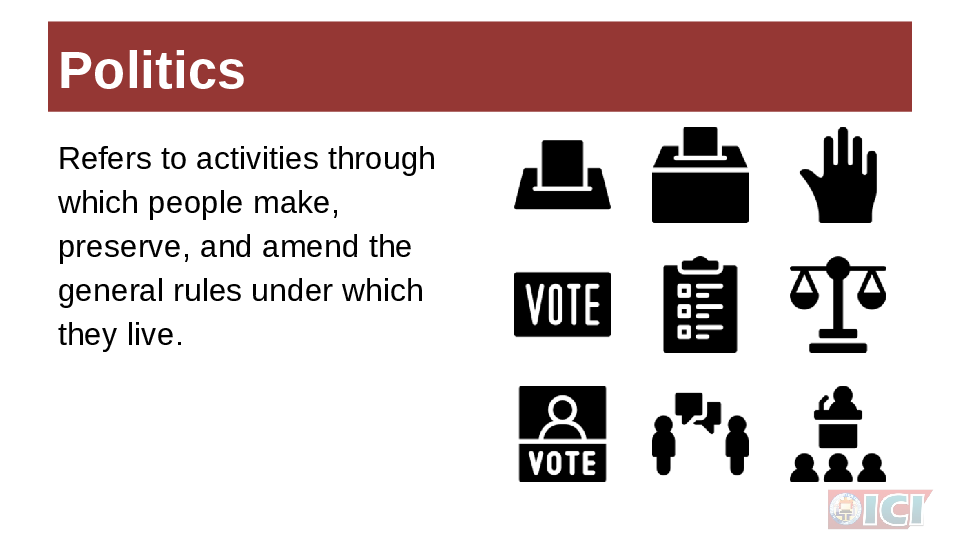 Politics
Refers to activities through
which people make,
preserve, and amend the
general rules under which
they live.
VOTE
VOTE
ICI